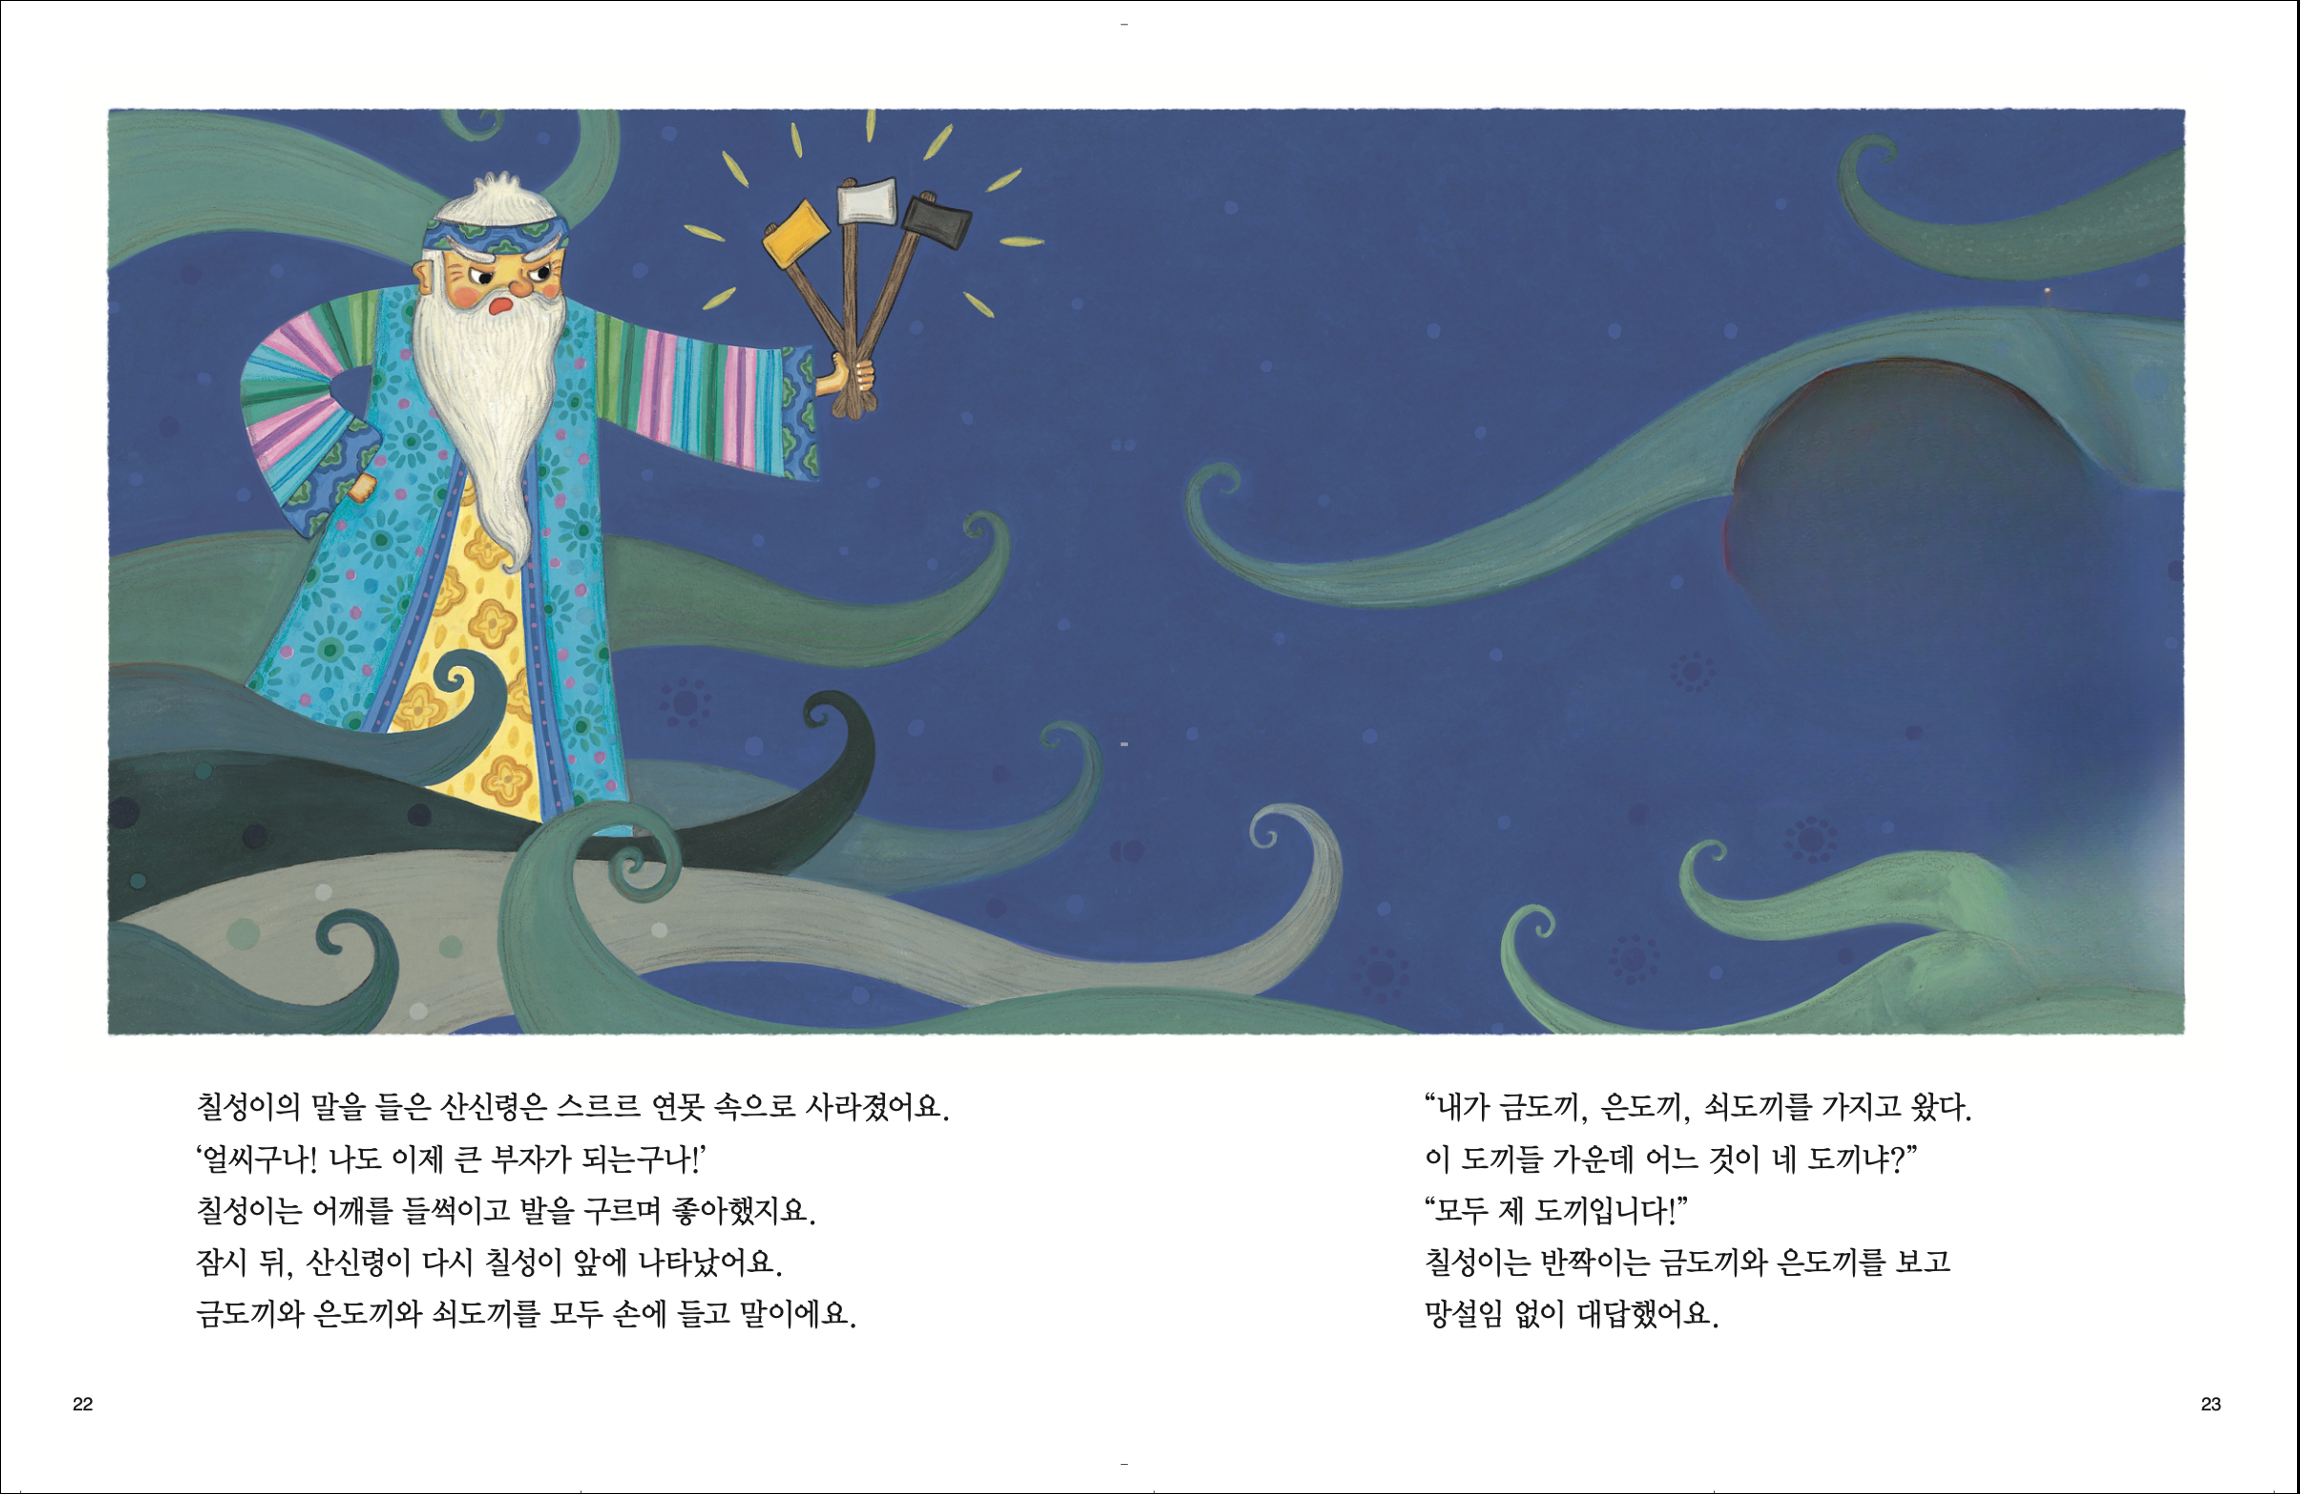 칠성이의 말을 들은 산신령은 스르르 연못 속으로 사라졌어요.
‘얼씨구나! 나도 이제 큰 부자가 되는구나!’
칠성이는 어깨를 들썩이고 발을 구르며 좋아했지요.
잠시 뒤, 산신령이 다시 칠성이 앞에 나타났어요.
금도끼와 은도끼와 쇠도끼를 모두 손에 들고 말이에요.
22
“내가 금도끼, 은도끼, 쇠도끼를 가지고 왔다.
이 도끼들 가운데 어느 것이 네 도끼냐?”
“모두 제 도끼입니다!”
칠성이는 반짝이는 금도끼와 은도끼를 보고
망설임 없이 대답했어요.
23